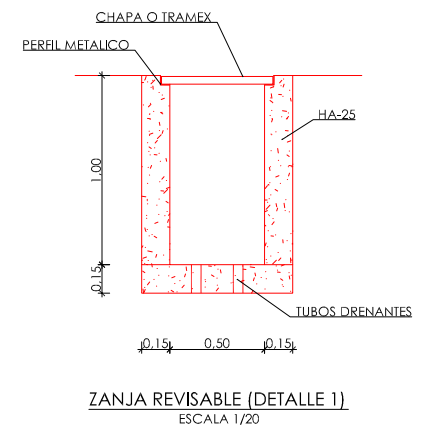 CHAPA O TRAMEX
PERFIL METALICO
HA-25
1.00
0.15
TUBOS DRENANTES
0,15 0,50 0,15
ZANJA REVISABLE (DETALLE 1)
ESCALA 1/20